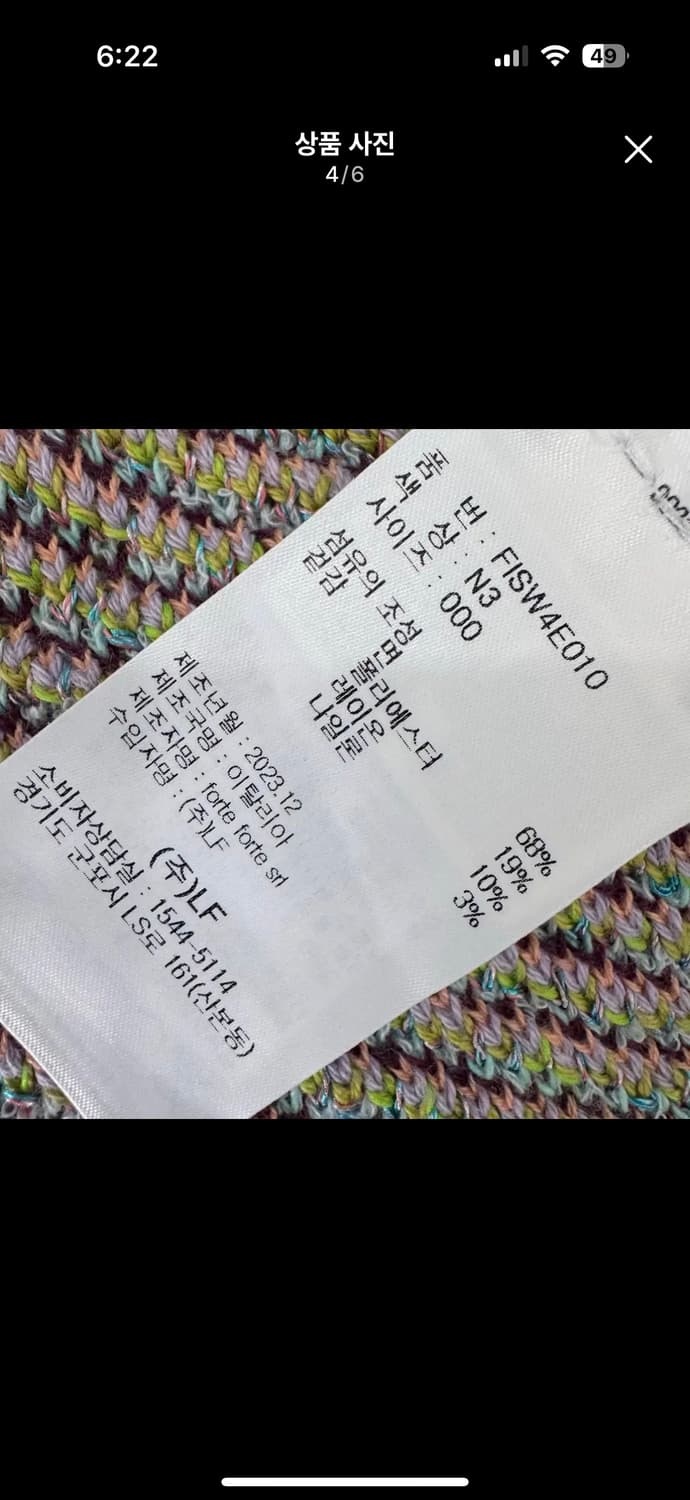 6:22
49
상품 사진
4/6
품 번 : FISW4E010
색 상 : N3
사이즈 : 000
섬유의 조성
겉감 면 68%
폴리에스터 19%
레이온 10%
나일론 3%
제조년월 : 2023.12
제조국명 : 이탈리아
제조자명 : forte forte srl
수입자명 : (주)LF
(주)LF
소비자상담실 : 1544-5114
경기도 군포시 LS로 161(산본동)